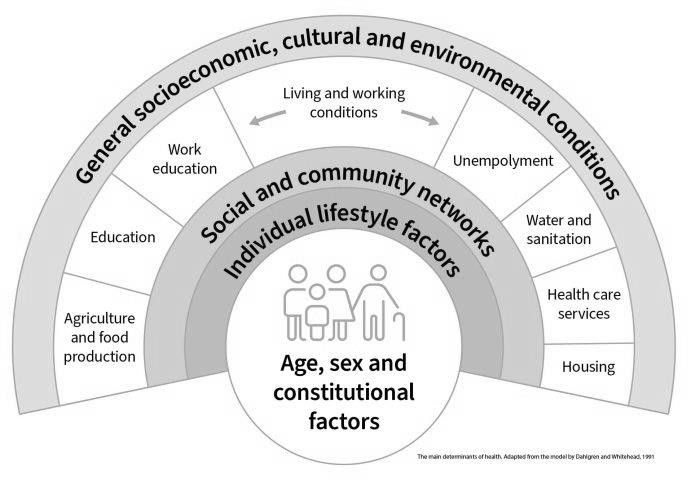 General socioeconomic, cultural and environmental conditions
Living and working
conditions
Work
education
Unempolyment
Social and community networks
Individual lifestyle factors
Education
Water and
sanitation
Agriculture
and food
production
Health care
services
Housing
Age, sex and
constitutional
factors
The main determinants of health. Adapted from the model by Dahlgren and Whitehead, 1991